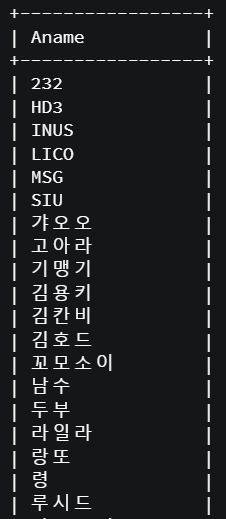 +-----------------+
| Aname           |
+-----------------+
| 232             |
| HD3             |
| INUS            |
| LICO            |
| MSG             |
| SIU             |
| 갸오오          |
| 고아라          |
| 기맹기          |
| 김용키          |
| 김칸비          |
| 김호드          |
| 꼬모소이        |
| 남수            |
| 두부            |
| 라일라          |
| 랑또            |
| 령              |
| 루시드          |